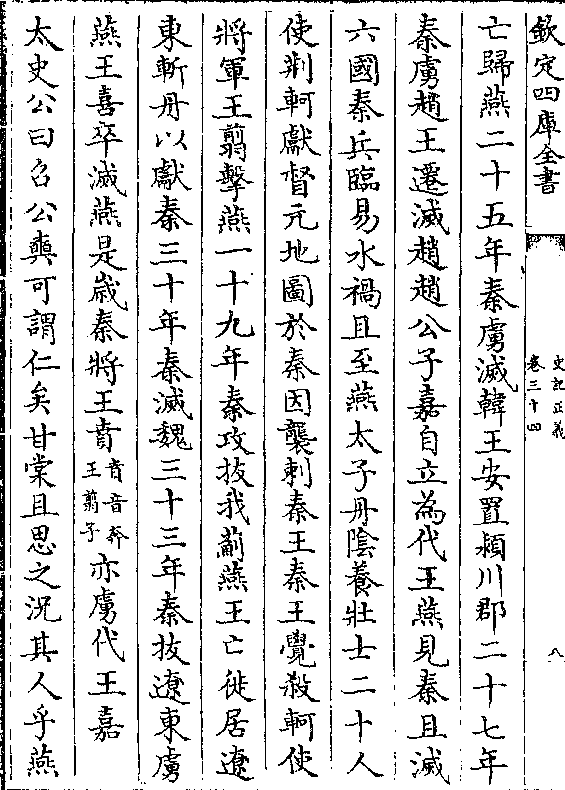 欽定四庫全書
史記正義
卷三十四
八
亡歸燕二十五年秦虜滅韓王安置潁川郡二十七年
秦虜趙王遷滅趙趙公子嘉自立為代王燕見秦且滅
六國秦兵臨易水禍且至燕太子丹陰養壯士二十人
使荆軻獻督亢地圖於秦因襲刺秦王秦王覺殺軻使
將軍王翦擊燕一十九年秦攻拔我薊燕王亡徙居遼
東斬丹以獻秦三十年秦滅魏三十三年秦拔遼東虜
燕王喜卒滅燕是歲秦將王賁賁音奔王翦子亦虜代王嘉
太史公曰召公奭可謂仁矣甘棠且思之況其人乎燕